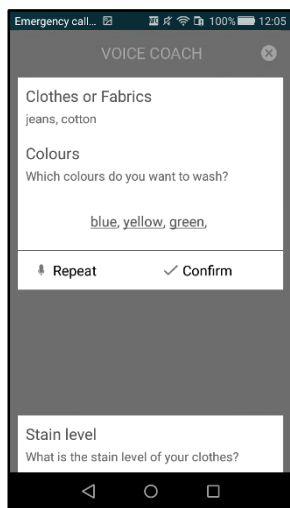 Emergency call... 100% 12:05
VOICE COACH
Clothes or Fabrics
jeans, cotton
Colours
Which colours do you want to wash?
blue, yellow, green,
Repeat Confirm
Stain level
What is the stain level of your clothes?